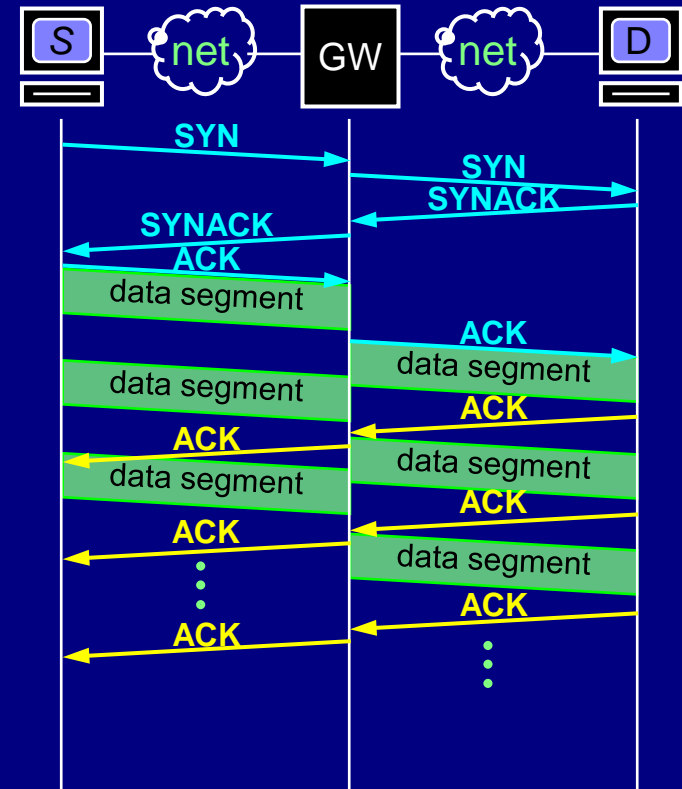 S net GW net D
SYN
SYN
SYNACK
SYNACK
ACK
data segment
ACK
data segment
data segment
ACK
ACK
data segment
data segment
ACK
ACK
data segment
ACK
ACK